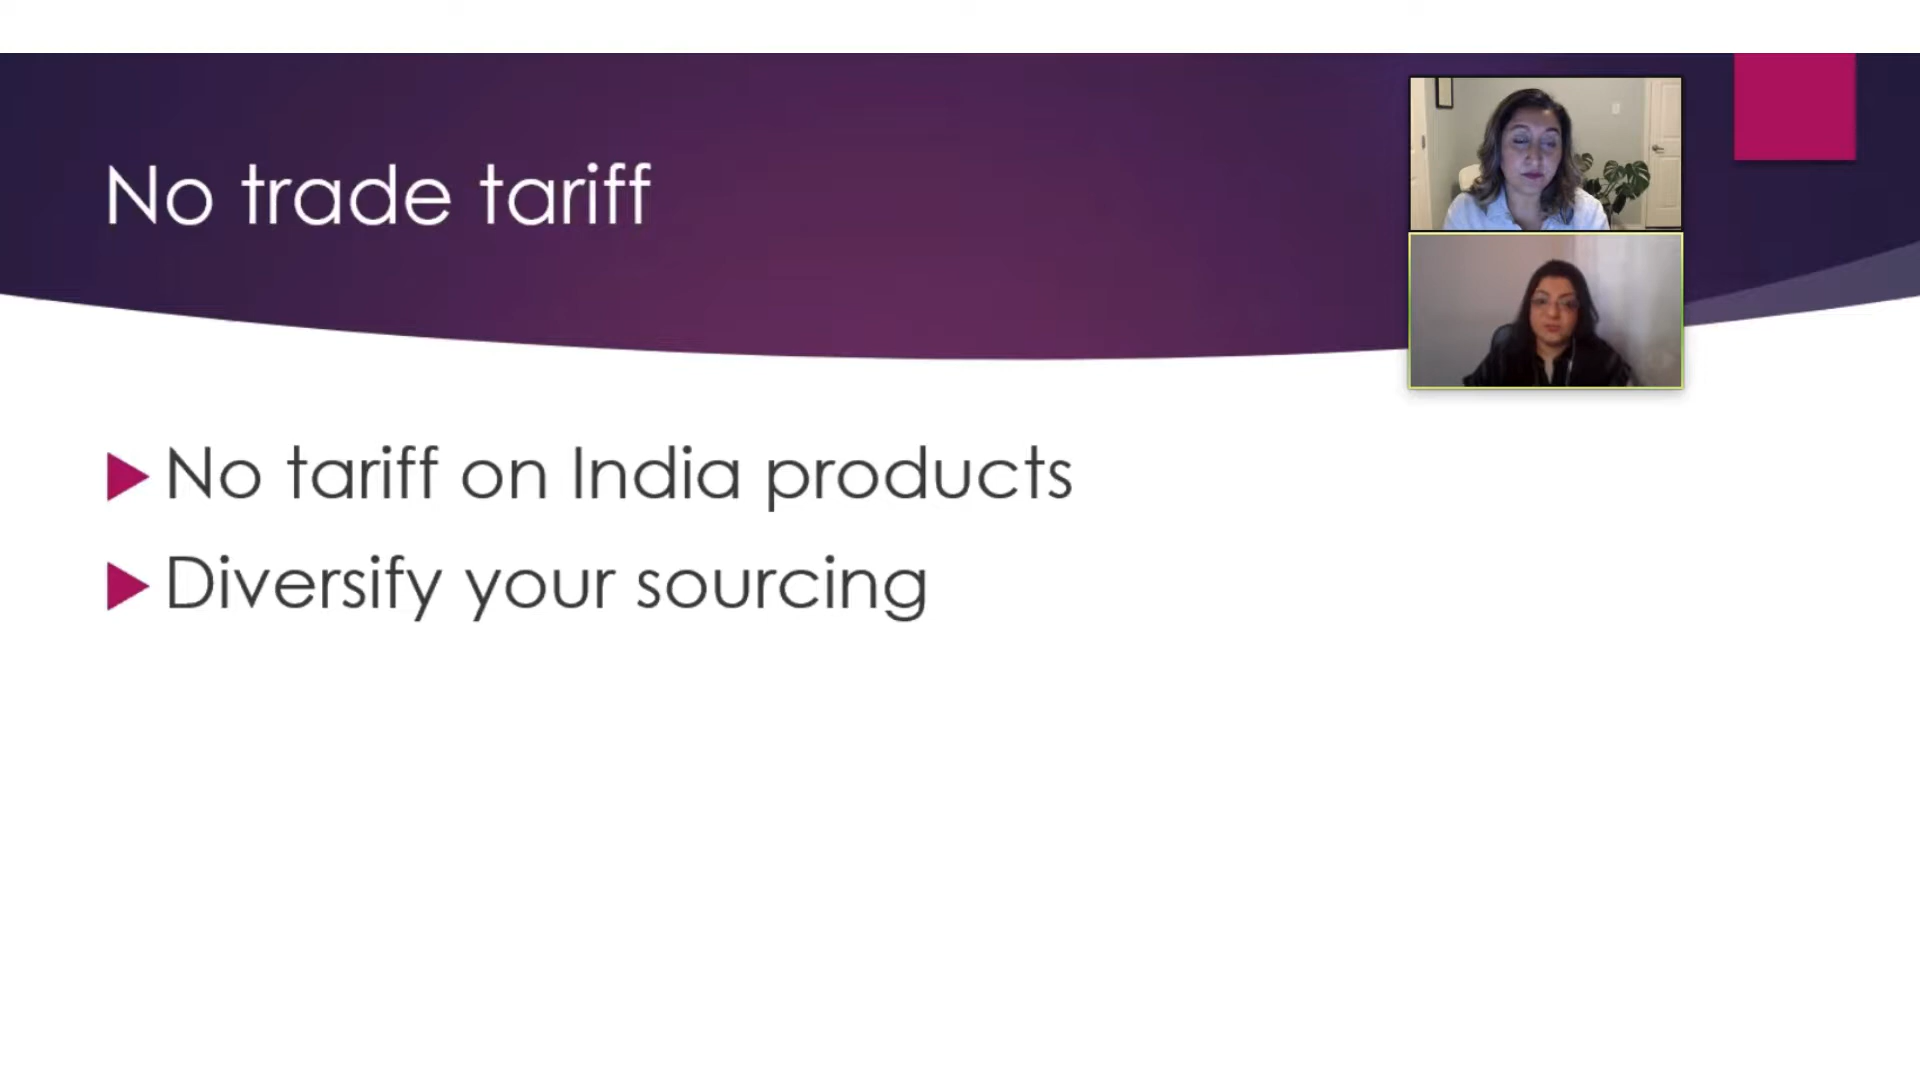 No trade tariff
No tariff on India products
Diversify your sourcing